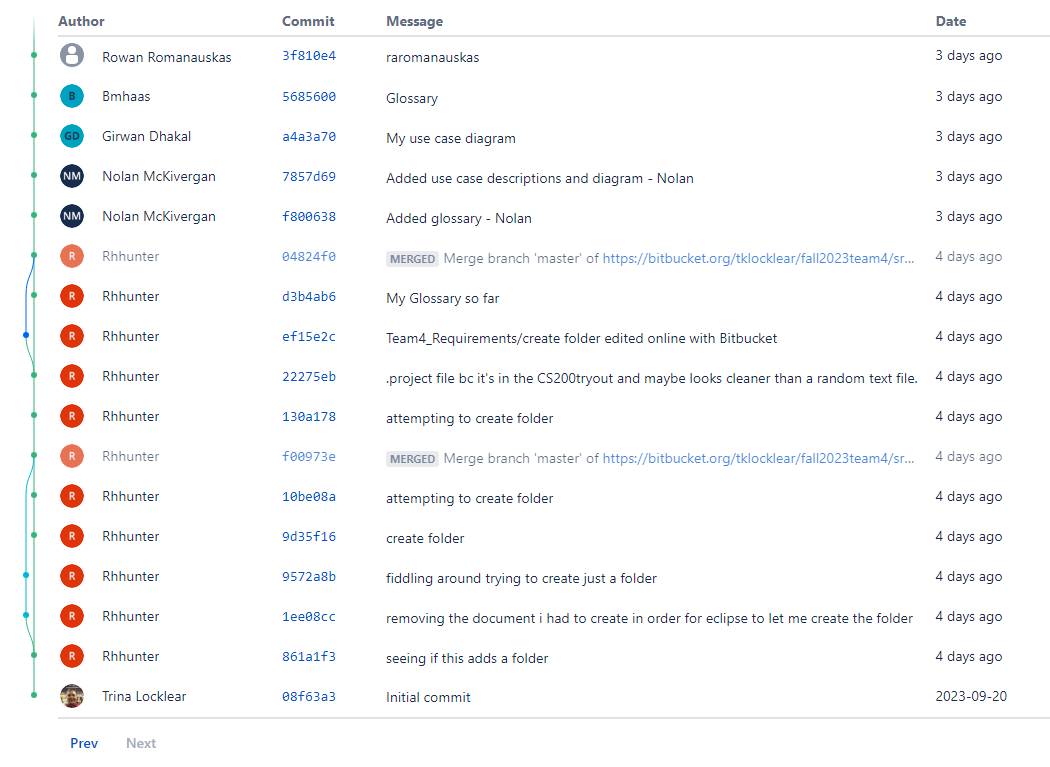 Author Commit Message Date
Rowan Romanauskas 3f810e4 raromanauskas 3 days ago
B Bmhaas 5685600 Glossary 3 days ago
GD Girwan Dhakal a4a3a70 My use case diagram 3 days ago
NM Nolan McKivergan 7857d69 Added use case descriptions and diagram - Nolan 3 days ago
NM Nolan McKivergan f800638 Added glossary - Nolan 3 days ago
R Rhhunter 04824f0 MERGED Merge branch 'master' of https://bitbucket.org/tklocklear/fall2023team4/sr... 4 days ago
R Rhhunter d3b4ab6 My Glossary so far 4 days ago
R Rhhunter ef15e2c Team4_Requirements/create folder edited online with Bitbucket 4 days ago
R Rhhunter 22275eb .project file bc it's in the CS200tryout and maybe looks cleaner than a random text file. 4 days ago
R Rhhunter 130a178 attempting to create folder 4 days ago
R Rhhunter f00973e MERGED Merge branch 'master' of https://bitbucket.org/tklocklear/fall2023team4/sr... 4 days ago
R Rhhunter 10be08a attempting to create folder 4 days ago
R Rhhunter 9d35f16 create folder 4 days ago
R Rhhunter 9572a8b fiddling around trying to create just a folder 4 days ago
R Rhhunter 1ee08cc removing the document i had to create in order for eclipse to let me create the folder 4 days ago
R Rhhunter 861a1f3 seeing if this adds a folder 4 days ago
Trina Locklear 08f63a3 Initial commit 2023-09-20
Prev Next